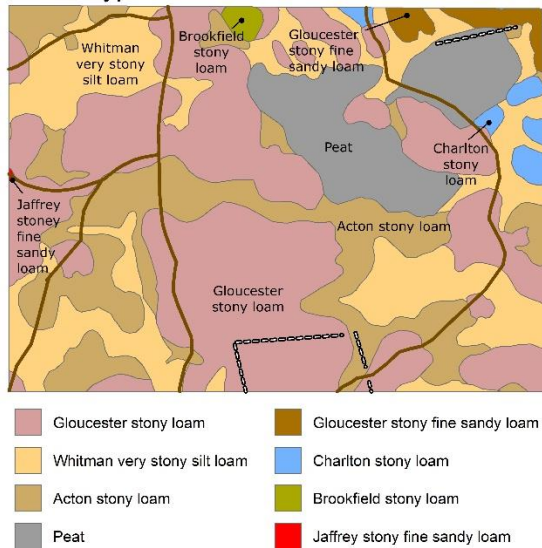 Whitman
very stony
silt loam
Brookfield
stony
loam
Gloucester
stony fine
sandy loam
Peat
Charlton
stony
loam
Jaffrey
stoney
fine
sandy
loam
Acton stony loam
Gloucester
stony loam
Gloucester stony loam
Whitman very stony silt loam
Acton stony loam
Peat
Gloucester stony fine sandy loam
Charlton stony loam
Brookfield stony loam
Jaffrey stony fine sandy loam